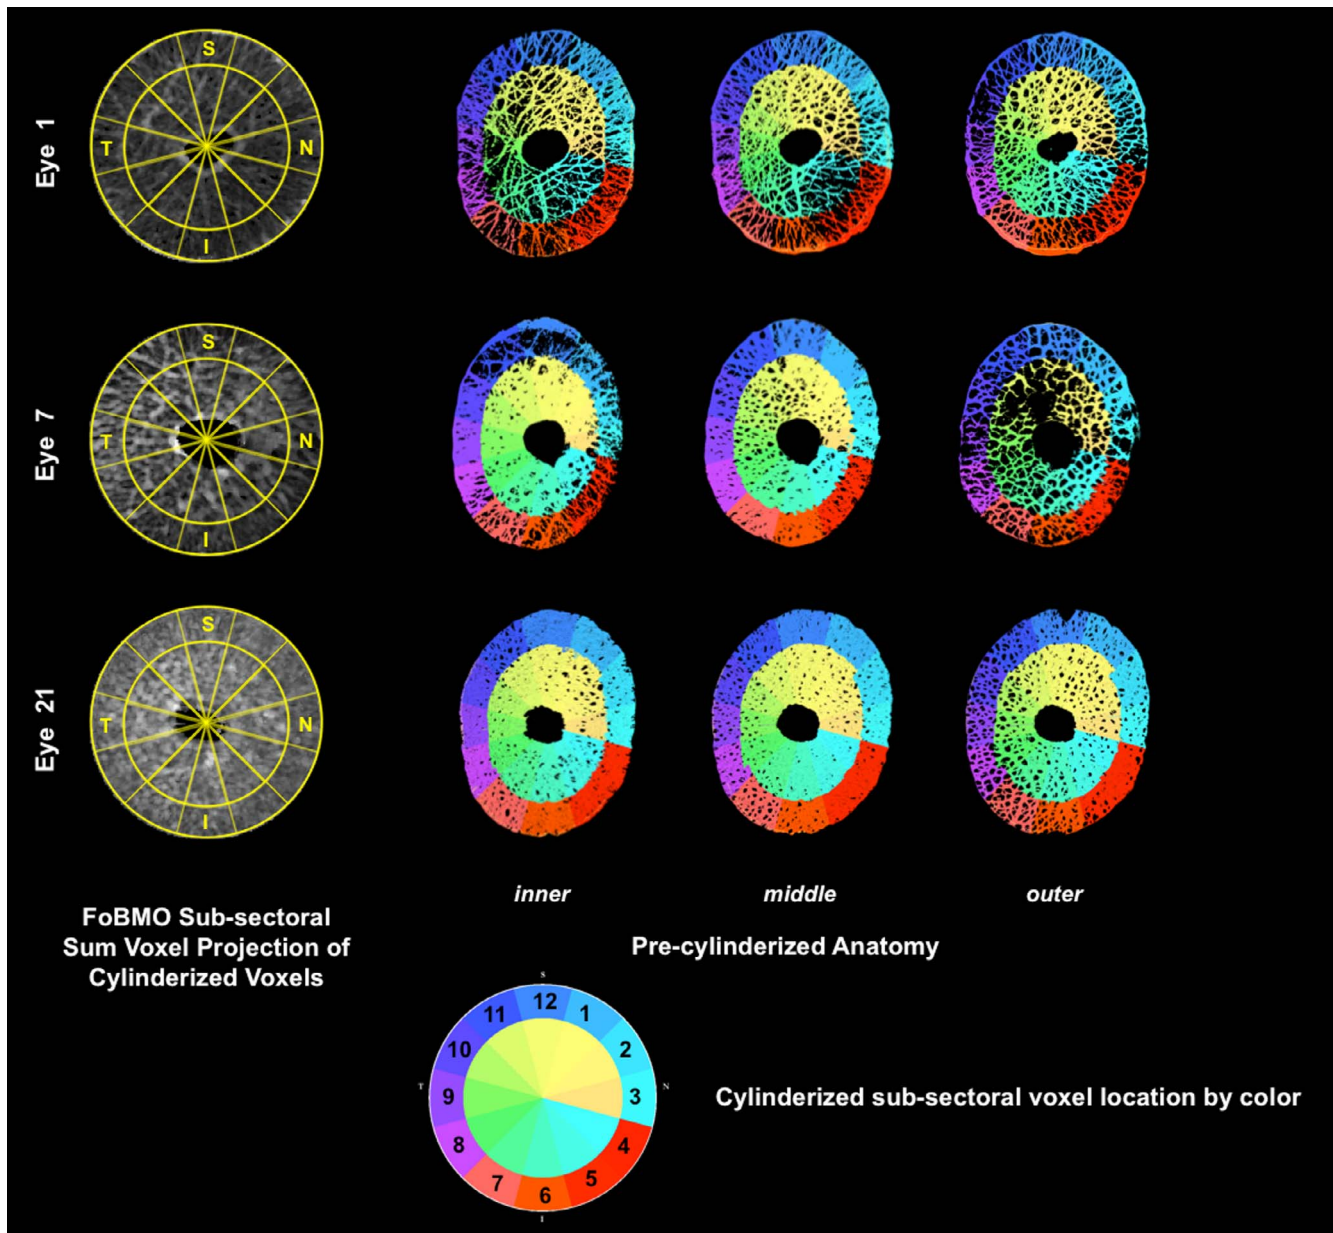 S
T
N
I
Eye 1
S
T
N
I
Eye 7
S
T
N
I
Eye 21
inner
middle
outer
FoBMO Sub-sectoral
Sum Voxel Projection of
Cylinderized Voxels
Pre-cylinderized Anatomy
S
12
11
1
10
2
T
N
9
3
8
4
7
5
6
I
Cylinderized sub-sectoral voxel location by color